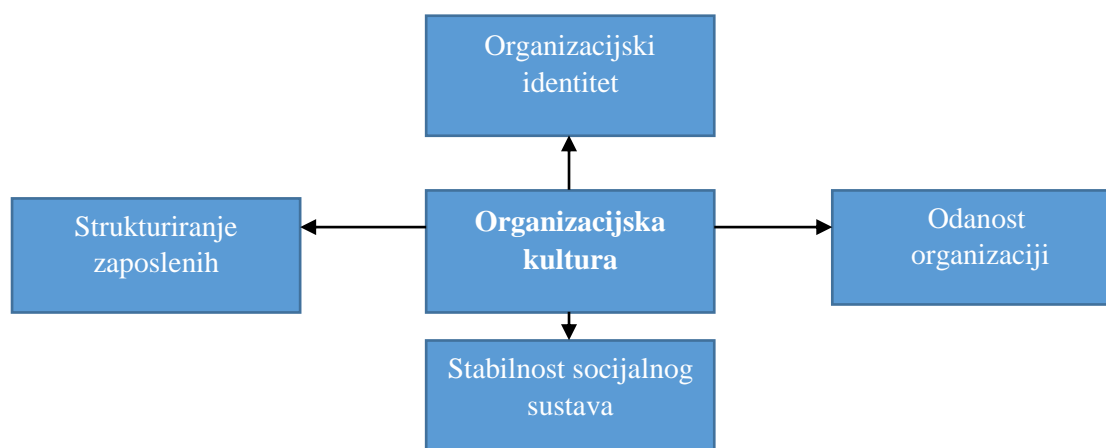 Organizacijski
identitet
Strukturiranje
zaposlenih
Organizacijska
kultura
Odanost
organizaciji
Stabilnost socijalnog
sustava